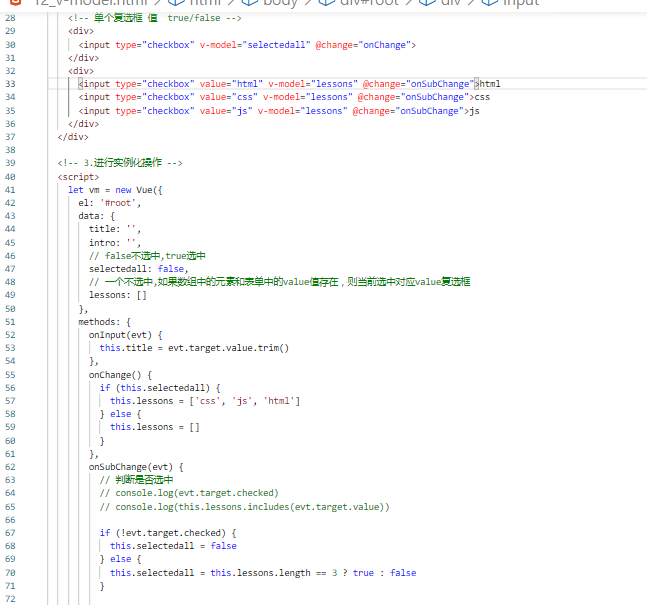 12_v-model.html > html > body > div#root > div > input
28 <!-- 单个复选框 值  true/false -->
29 <div>
30 <input type="checkbox" v-model="selectedall" @change="onChange">
31 </div>
32 <div>
33 <input type="checkbox" value="html" v-model="lessons" @change="onSubChange">html
34 <input type="checkbox" value="css" v-model="lessons" @change="onSubChange">css
35 <input type="checkbox" value="js" v-model="lessons" @change="onSubChange">js
36 </div>
37 </div>
38
39 <!-- 3.进行实例化操作 -->
40 <script>
41 let vm = new Vue({
42 el: '#root',
43 data: {
44 title: '',
45 intro: '',
46 // false不选中,true选中
47 selectedall: false,
48 // 一个不选中,如果数组中的元素和表单中的value值存在，则当前选中对应value复选框
49 lessons: []
50 },
51 methods: {
52 onInput(evt) {
53 this.title = evt.target.value.trim()
54 },
55 onChange() {
56 if (this.selectedall) {
57 this.lessons = ['css', 'js', 'html']
58 } else {
59 this.lessons = []
60 }
61 },
62 onSubChange(evt) {
63 // 判断是否选中
64 // console.log(evt.target.checked)
65 // console.log(this.lessons.includes(evt.target.value))
66
67 if (!evt.target.checked) {
68 this.selectedall = false
69 } else {
70 this.selectedall = this.lessons.length == 3 ? true : false
71 }
72